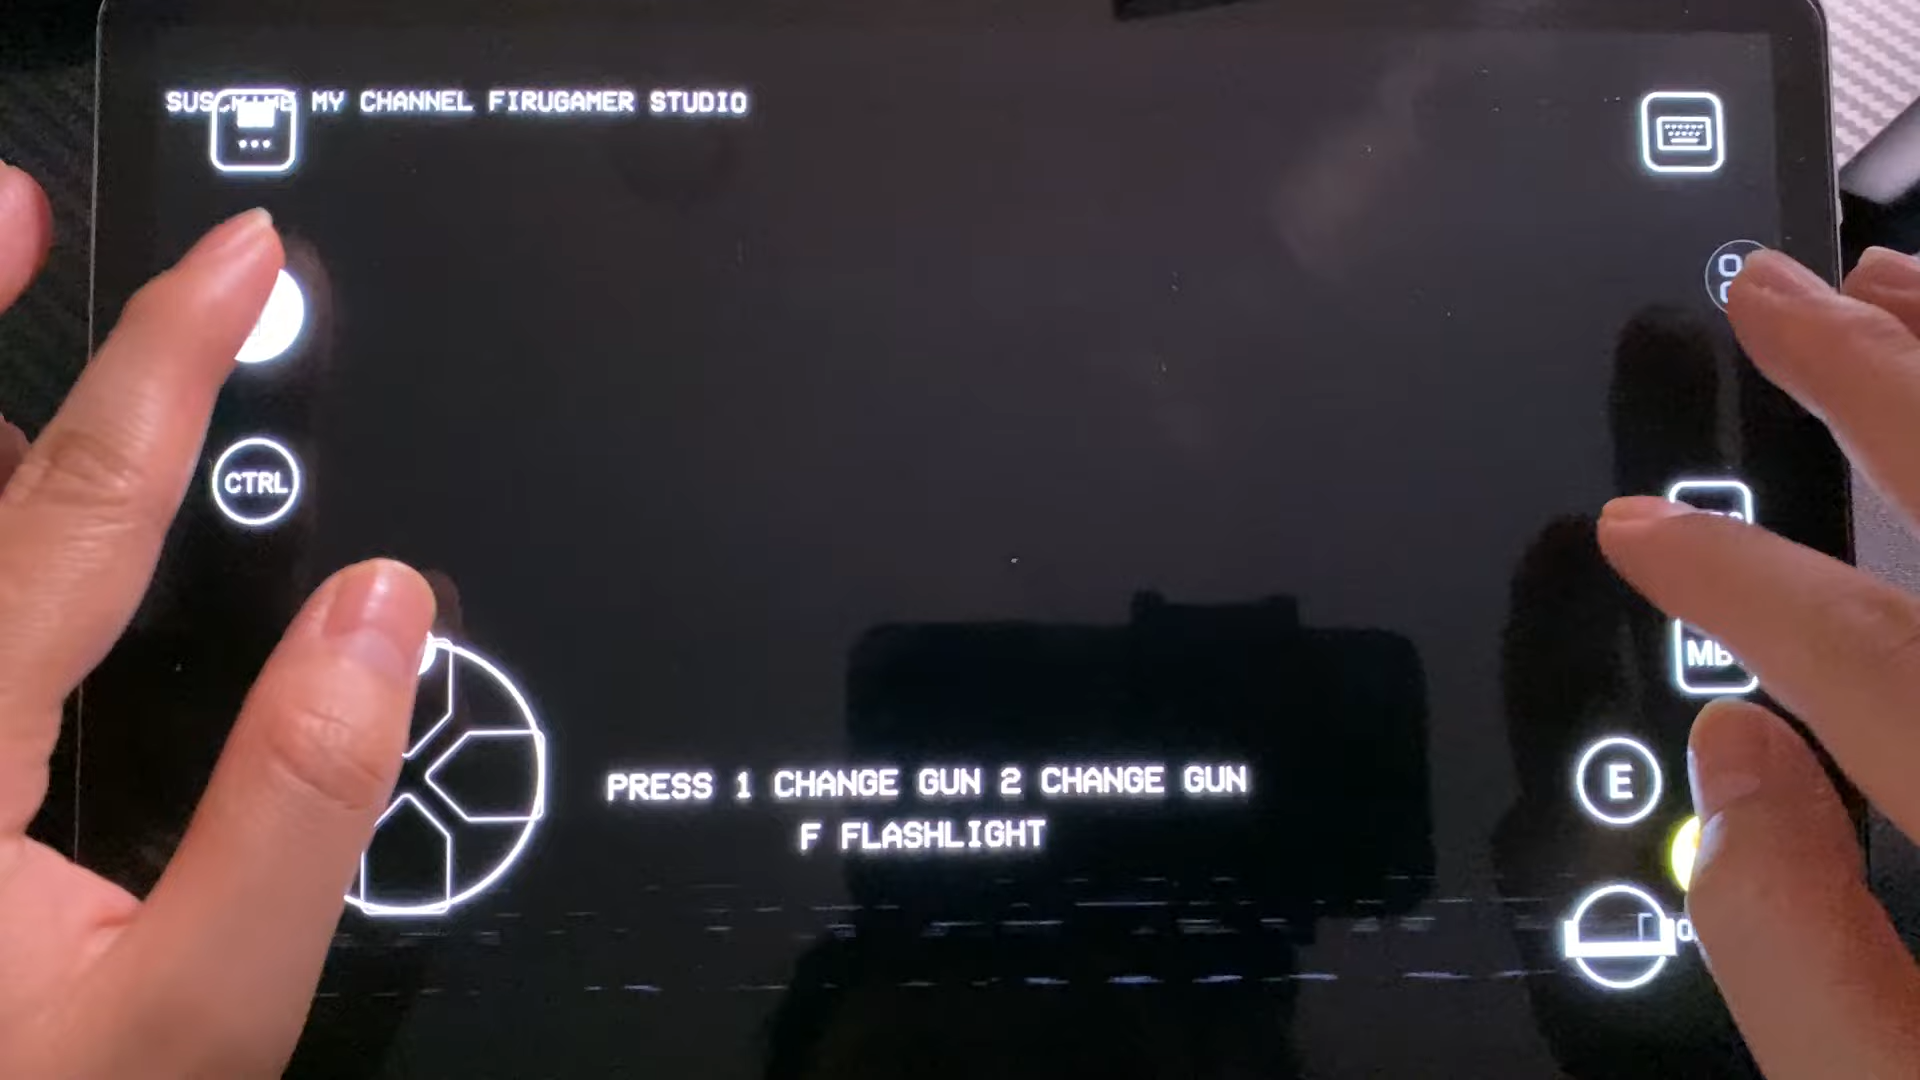 MY CHANNEL FIRUGAMER STUDIO
CTRL
PRESS 1 CHANGE GUN 2 CHANGE GUN
F FLASHLIGHT
E